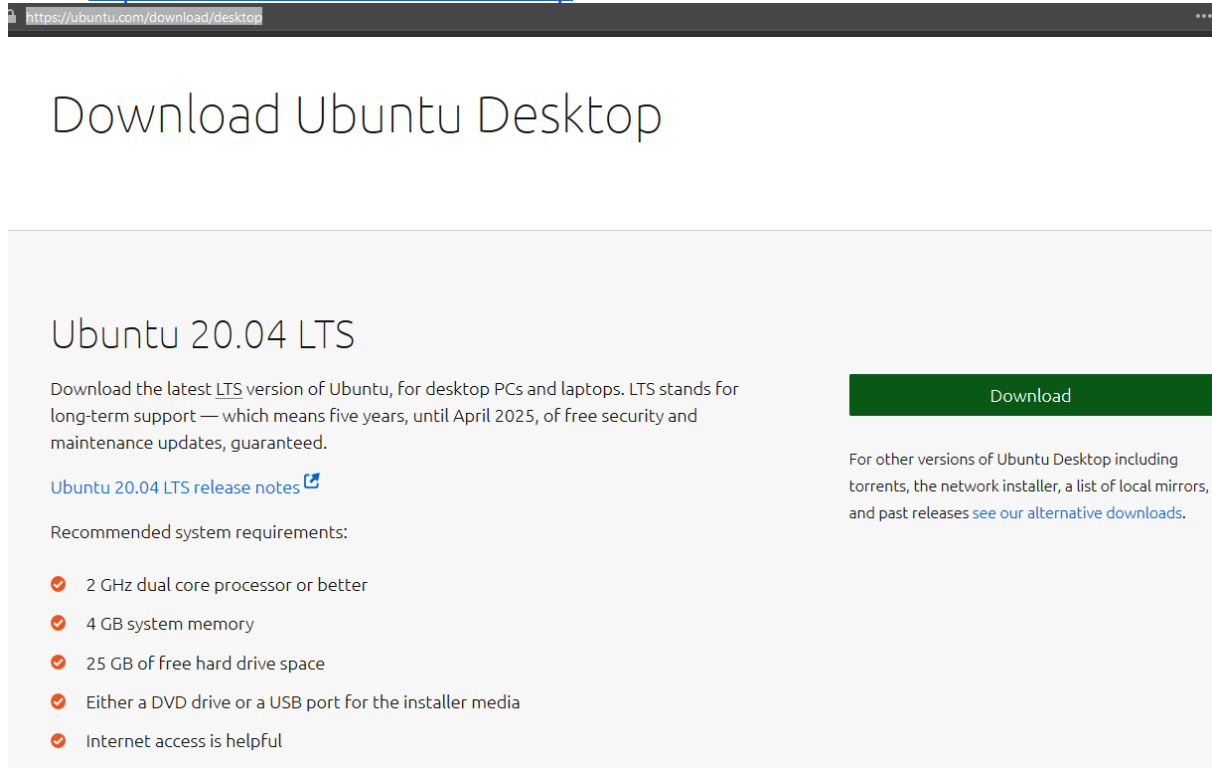 https://ubuntu.com/download/desktop
Download Ubuntu Desktop
Ubuntu 20.04 LTS
Download the latest LTS version of Ubuntu, for desktop PCs and laptops. LTS stands for
long-term support — which means five years, until April 2025, of free security and
maintenance updates, guaranteed.
Ubuntu 20.04 LTS release notes
Recommended system requirements:
2 GHz dual core processor or better
4 GB system memory
25 GB of free hard drive space
Either a DVD drive or a USB port for the installer media
Internet access is helpful
Download
For other versions of Ubuntu Desktop including
torrents, the network installer, a list of local mirrors,
and past releases see our alternative downloads.